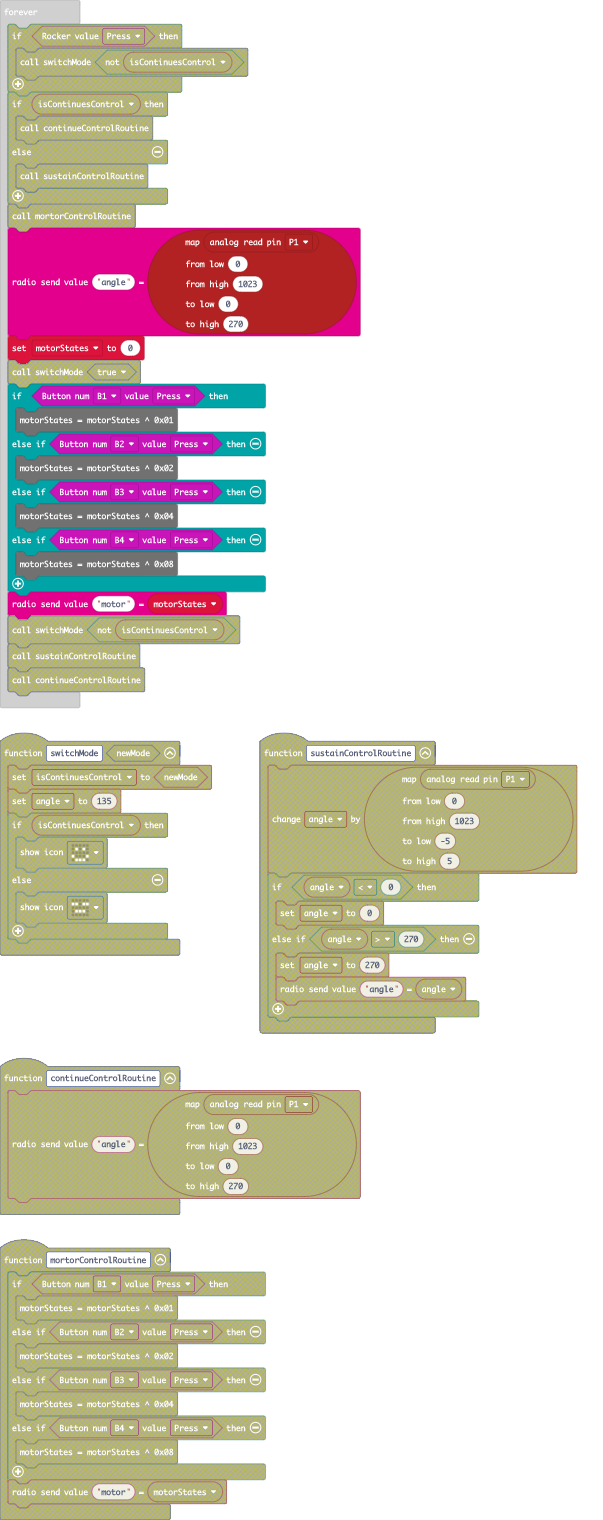 forever
if Rocker value Press then
call switchMode not isContinuesControl
if isContinuesControl then
call continueControlRoutine
else
call sustainControlRoutine
call mortorControlRoutine
map analog read pin P1
from low 0
radio send value "angle" = from high 1023
to low 0
to high 270
set motorStates to 0
call switchMode true
if Button num B1 value Press then
motorStates = motorStates ^ 0x01
else if Button num B2 value Press then
motorStates = motorStates ^ 0x02
else if Button num B3 value Press then
motorStates = motorStates ^ 0x04
else if Button num B4 value Press then
motorStates = motorStates ^ 0x08
radio send value "motor" = motorStates
call switchMode not isContinuesControl
call sustainControlRoutine
call continueControlRoutine
function switchMode newMode
set isContinuesControl to newMode
set angle to 135
if isContinuesControl then
show icon
else
show icon
function sustainControlRoutine
map analog read pin P1
from low 0
change angle by from high 1023
to low -5
to high 5
if angle < 0 then
set angle to 0
else if angle > 270 then
set angle to 270
radio send value "angle" = angle
function continueControlRoutine
map analog read pin P1
from low 0
radio send value "angle" = from high 1023
to low 0
to high 270
function mortorControlRoutine
if Button num B1 value Press then
motorStates = motorStates ^ 0x01
else if Button num B2 value Press then
motorStates = motorStates ^ 0x02
else if Button num B3 value Press then
motorStates = motorStates ^ 0x04
else if Button num B4 value Press then
motorStates = motorStates ^ 0x08
radio send value "motor" = motorStates